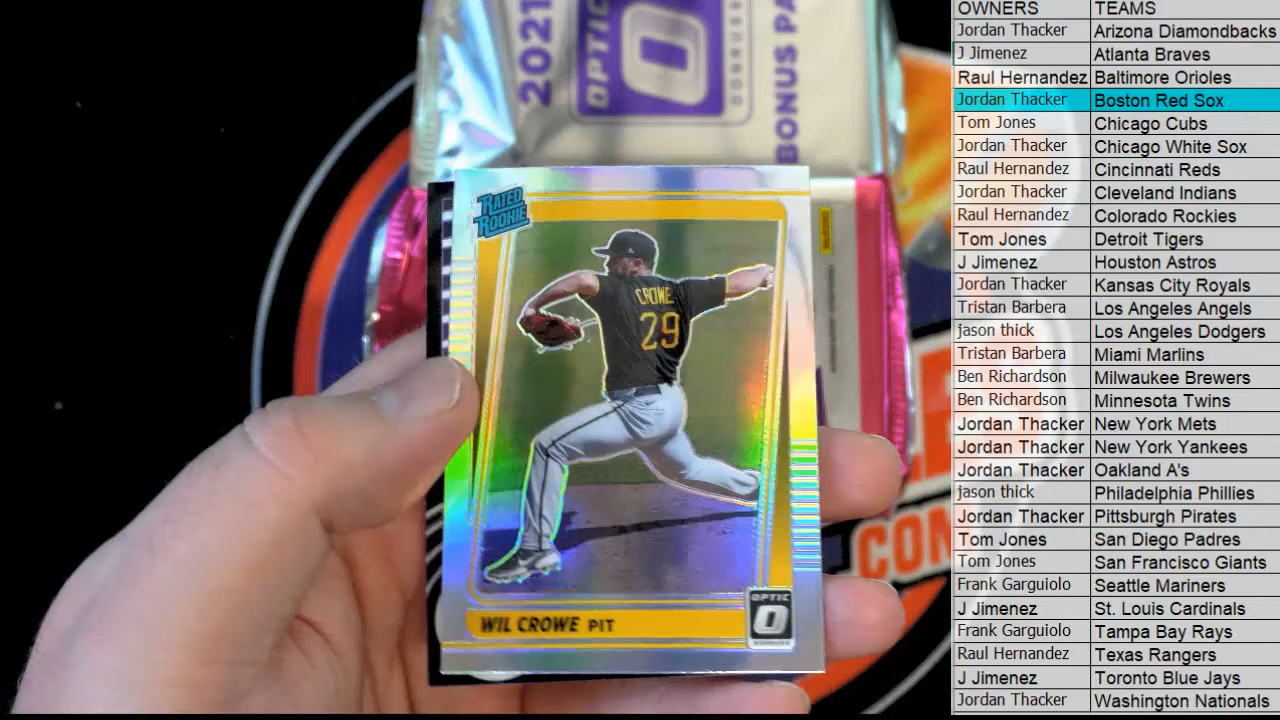 2021
OPTIC
DONRUSS
BONUS PA
RATED
ROOKIE
CROWE
29
WIL CROWE PIT
OPTIC
DONRUSS
CON
OWNERS TEAMS
Jordan Thacker Arizona Diamondbacks
J Jimenez Atlanta Braves
Raul Hernandez Baltimore Orioles
Jordan Thacker Boston Red Sox
Tom Jones Chicago Cubs
Jordan Thacker Chicago White Sox
Raul Hernandez Cincinnati Reds
Jordan Thacker Cleveland Indians
Raul Hernandez Colorado Rockies
Tom Jones Detroit Tigers
J Jimenez Houston Astros
Jordan Thacker Kansas City Royals
Tristan Barbera Los Angeles Angels
jason thick Los Angeles Dodgers
Tristan Barbera Miami Marlins
Ben Richardson Milwaukee Brewers
Ben Richardson Minnesota Twins
Jordan Thacker New York Mets
Jordan Thacker New York Yankees
Jordan Thacker Oakland A's
jason thick Philadelphia Phillies
Jordan Thacker Pittsburgh Pirates
Tom Jones San Diego Padres
Tom Jones San Francisco Giants
Frank Garguiolo Seattle Mariners
J Jimenez St. Louis Cardinals
Frank Garguiolo Tampa Bay Rays
Raul Hernandez Texas Rangers
J Jimenez Toronto Blue Jays
Jordan Thacker Washington Nationals